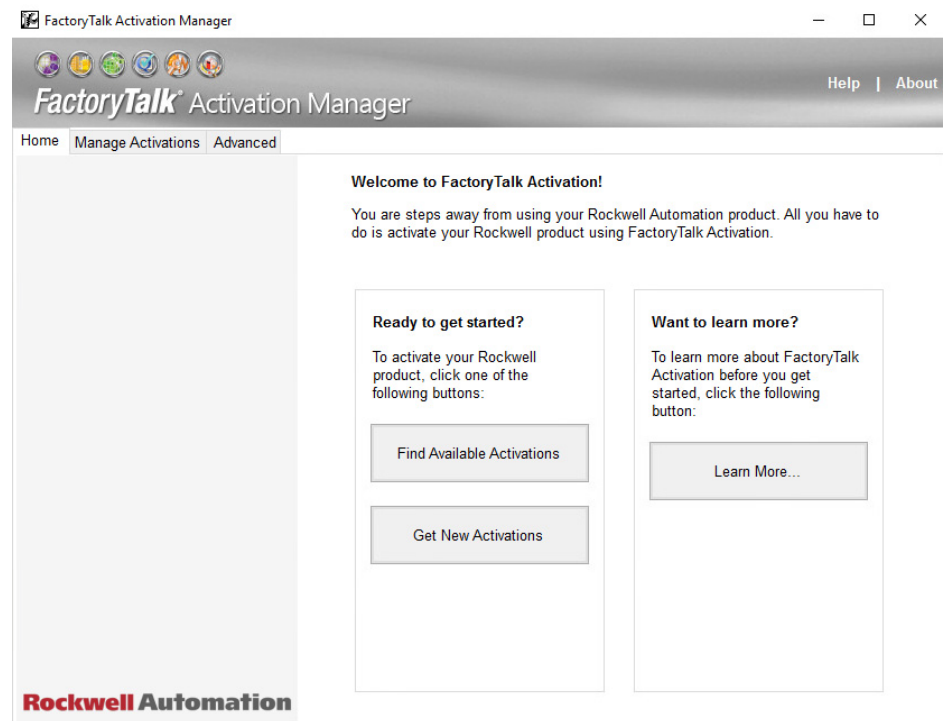 FactoryTalk Activation Manager
Help | About
FactoryTalk® Activation Manager
Home Manage Activations Advanced
Welcome to FactoryTalk Activation!
You are steps away from using your Rockwell Automation product. All you have to
do is activate your Rockwell product using FactoryTalk Activation.
Ready to get started?
To activate your Rockwell
product, click one of the
following buttons:
Find Available Activations
Get New Activations
Want to learn more?
To learn more about FactoryTalk
Activation before you get
started, click the following
button:
Learn More...
Rockwell Automation